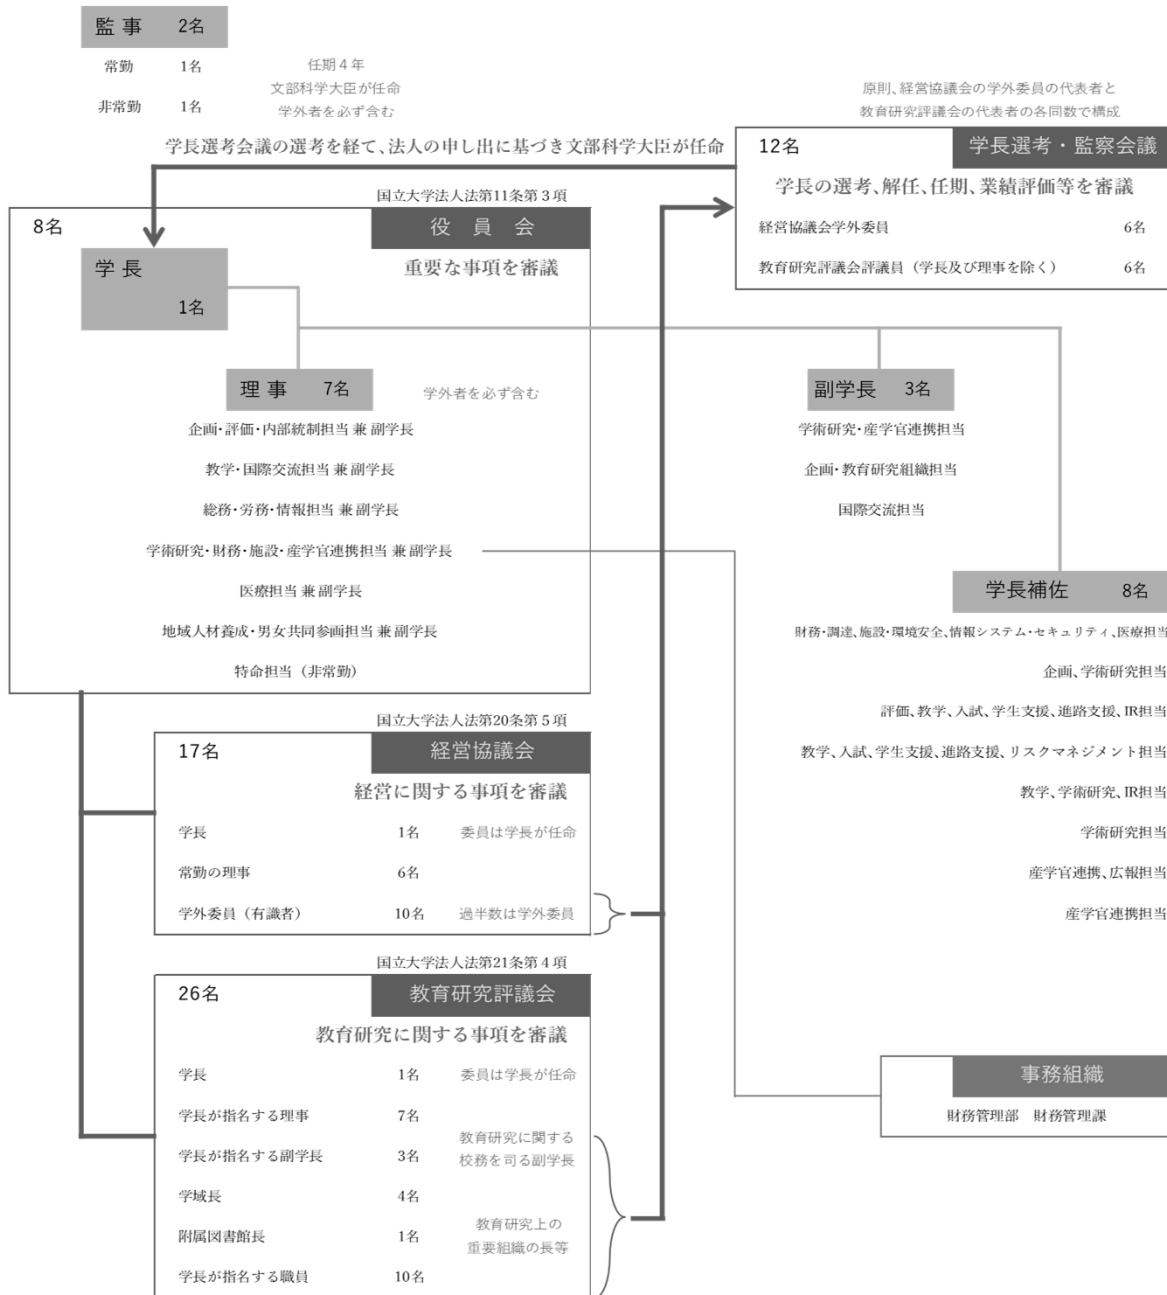 監事 2名
常勤 1名
非常勤 1名
任期4年
文部科学大臣が任命
学外者を必ず含む
原則、経営協議会の学外委員の代表者と
教育研究評議会の代表者の各同数で構成
学長選考会議の選考を経て、法人の申し出に基づき文部科学大臣が任命
12名 学長選考・監察会議
学長の選考、解任、任期、業績評価等を審議
経営協議会学外委員 6名
教育研究評議会評議員（学長及び理事を除く） 6名
国立大学法人法第11条第3項
8名 役員会
重要な事項を審議
学長
1名
理事 7名
学外者を必ず含む
企画・評価・内部統制担当 兼 副学長
教学・国際交流担当 兼 副学長
総務・労務・情報担当 兼 副学長
学術研究・財務・施設・産学官連携担当 兼 副学長
医療担当 兼 副学長
地域人材養成・男女共同参画担当 兼 副学長
特命担当（非常勤）
副学長 3名
学術研究・産学官連携担当
企画・教育研究組織担当
国際交流担当
学長補佐 8名
財務・調達、施設・環境安全、情報システム・セキュリティ、医療担当
企画、学術研究担当
評価、教学、入試、学生支援、進路支援、IR担当
教学、入試、学生支援、進路支援、リスクマネジメント担当
教学、学術研究、IR担当
学術研究担当
産学官連携、広報担当
産学官連携担当
国立大学法人法第20条第5項
17名 経営協議会
経営に関する事項を審議
学長 1名 委員は学長が任命
常勤の理事 6名
学外委員（有識者） 10名 過半数は学外委員
国立大学法人法第21条第4項
26名 教育研究評議会
教育研究に関する事項を審議
学長 1名 委員は学長が任命
学長が指名する理事 7名
学長が指名する副学長 3名
教育研究に関する
校務を司る副学長
学域長 4名
附属図書館長 1名
教育研究上の
重要組織の長等
学長が指名する職員 10名
事務組織
財務管理部 財務管理課